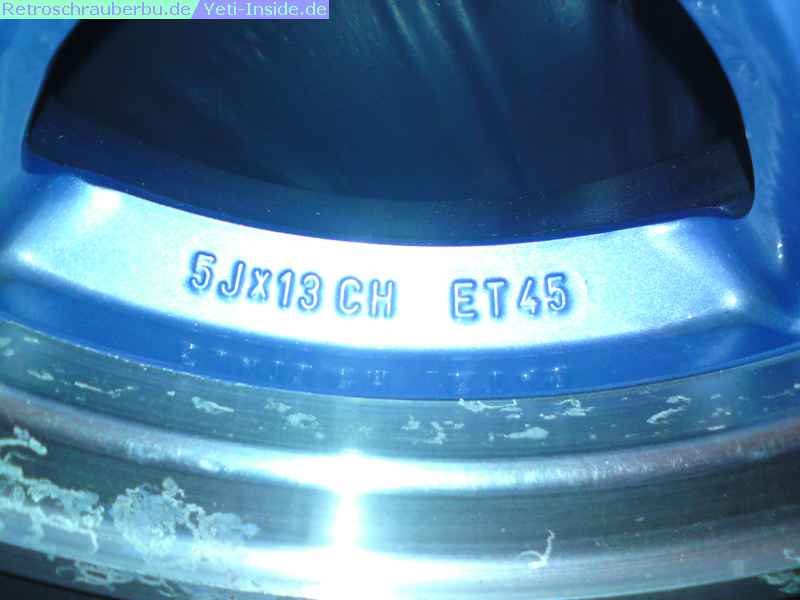 Retroschrauberbu.de / Yeti-Inside.de
5Jx13 CH ET45